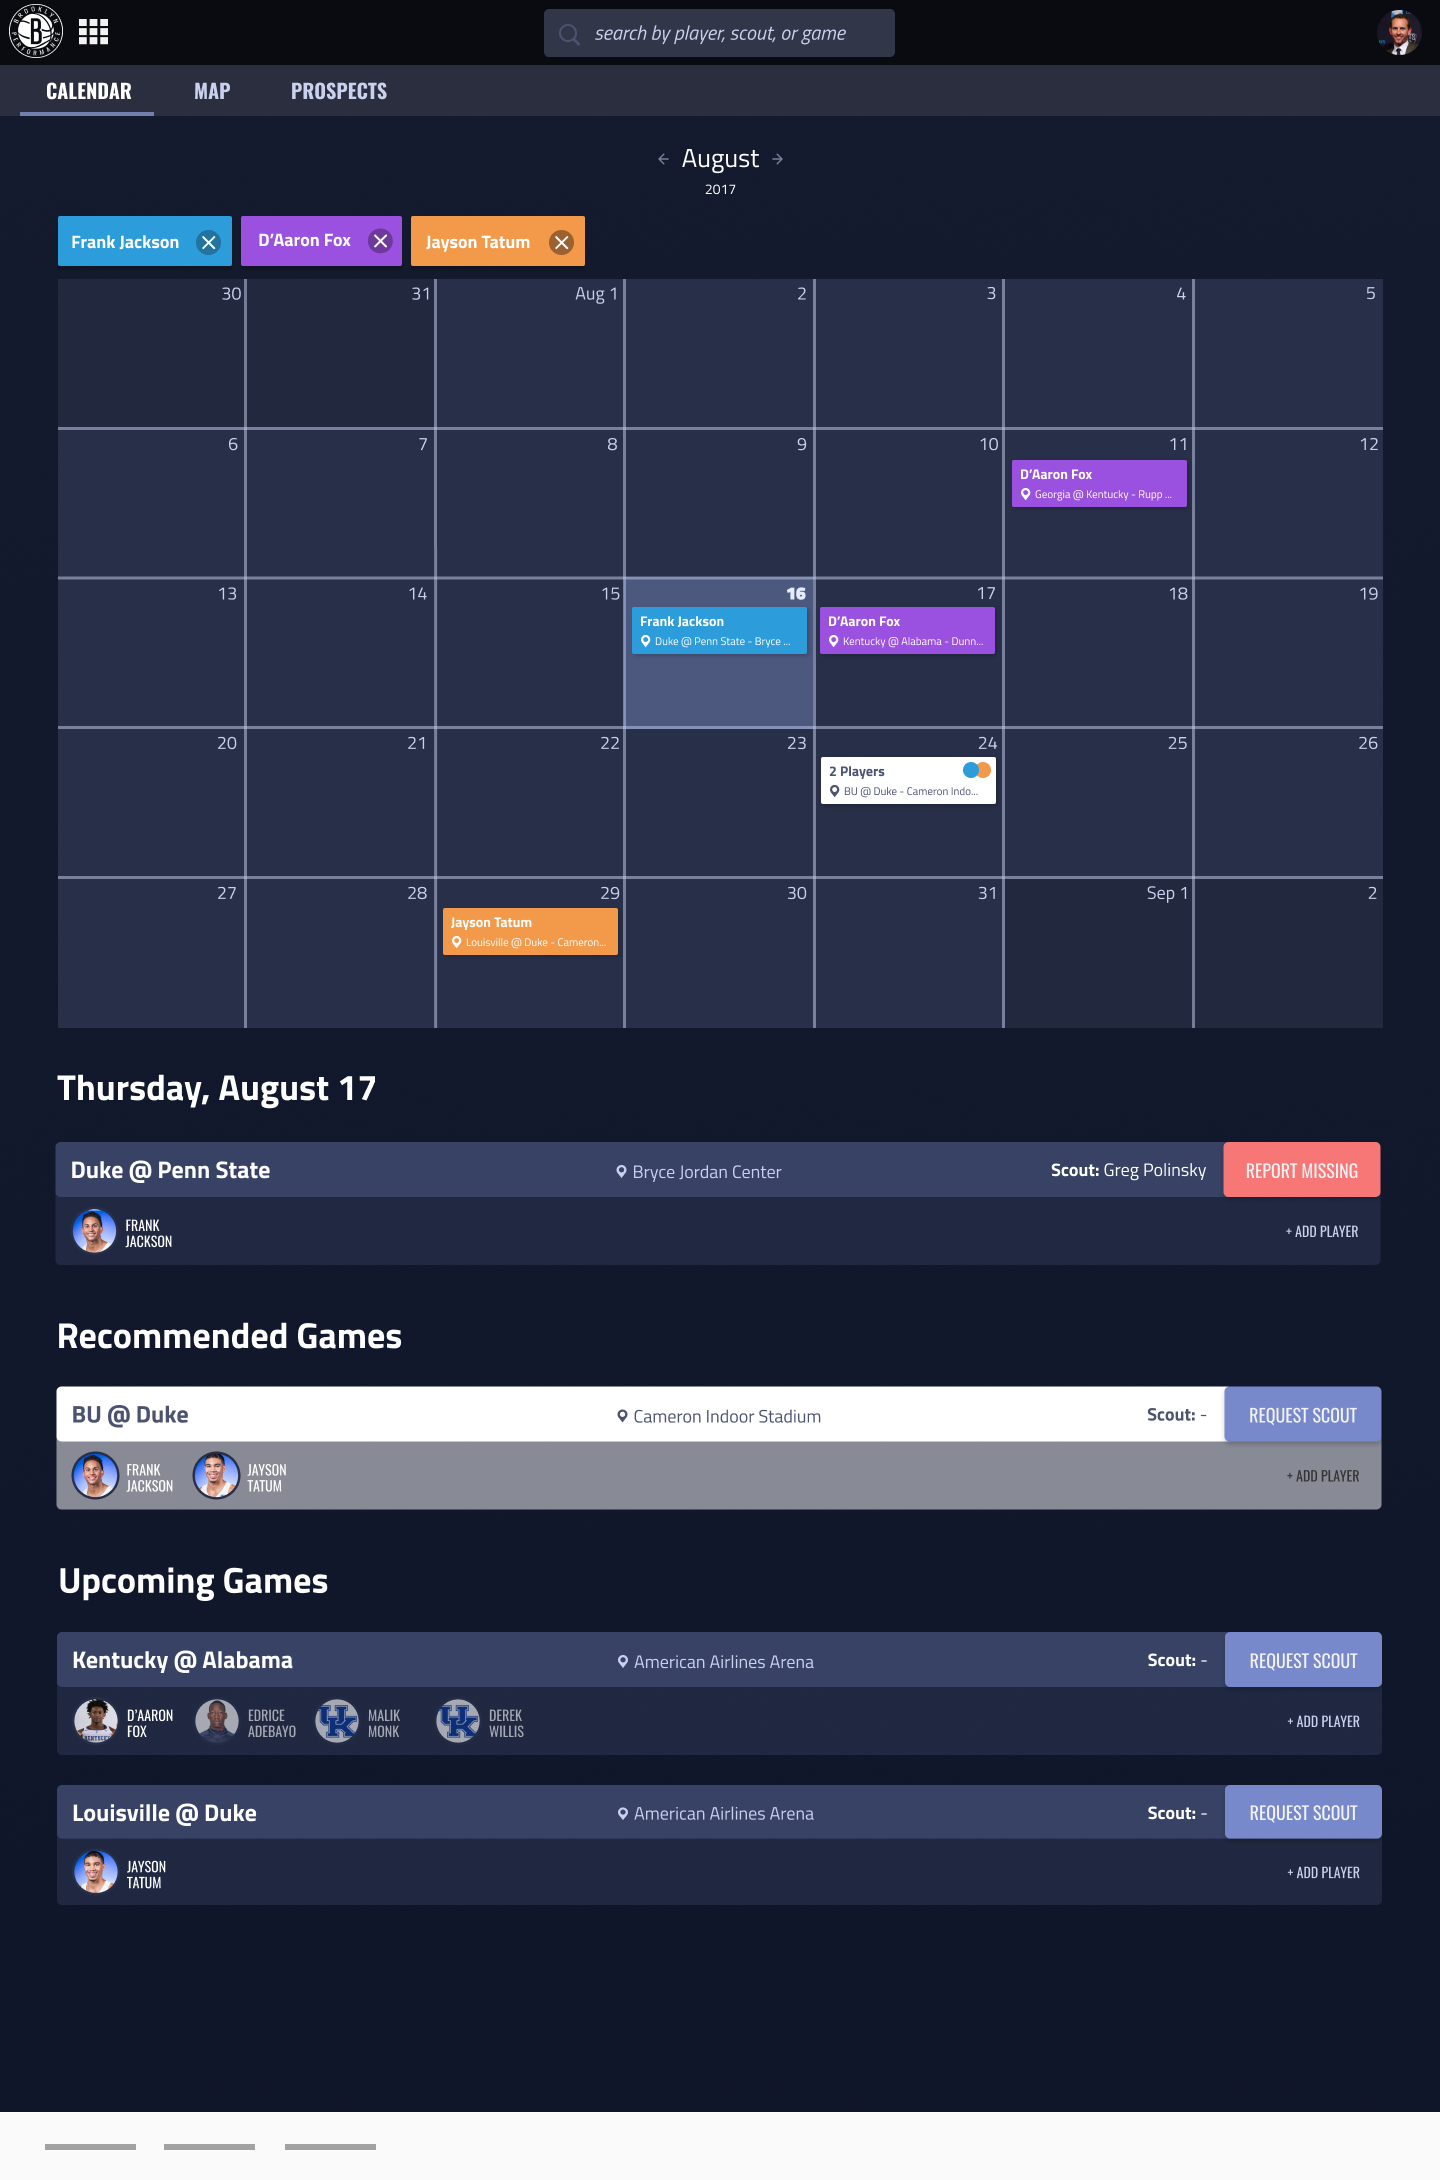 BROOKLYN
B
PERFORMANCE
search by player, scout, or game
CALENDAR MAP PROSPECTS
August
2017
Frank Jackson D'Aaron Fox Jayson Tatum
30 31 Aug 1 2 3 4 5
6 7 8 9 10 11 12
D'Aaron Fox
Georgia @ Kentucky - Rupp ...
13 14 15 16 17 18 19
Frank Jackson
Duke @ Penn State - Bryce ...
D'Aaron Fox
Kentucky @ Alabama - Dunn...
20 21 22 23 24 25 26
2 Players
BU @ Duke - Cameron Indo...
27 28 29 30 31 Sep 1 2
Jayson Tatum
Louisville @ Duke - Cameron...
Thursday, August 17
Duke @ Penn State Bryce Jordan Center Scout: Greg Polinsky REPORT MISSING
FRANK
JACKSON
+ ADD PLAYER
Recommended Games
BU @ Duke Cameron Indoor Stadium Scout: - REQUEST SCOUT
FRANK
JACKSON
JAYSON
TATUM
+ ADD PLAYER
Upcoming Games
Kentucky @ Alabama American Airlines Arena Scout: - REQUEST SCOUT
D'AARON
FOX
EDRICE
ADEBAYO
UK
MALIK
MONK
UK
DEREK
WILLIS
+ ADD PLAYER
Louisville @ Duke American Airlines Arena Scout: - REQUEST SCOUT
JAYSON
TATUM
+ ADD PLAYER